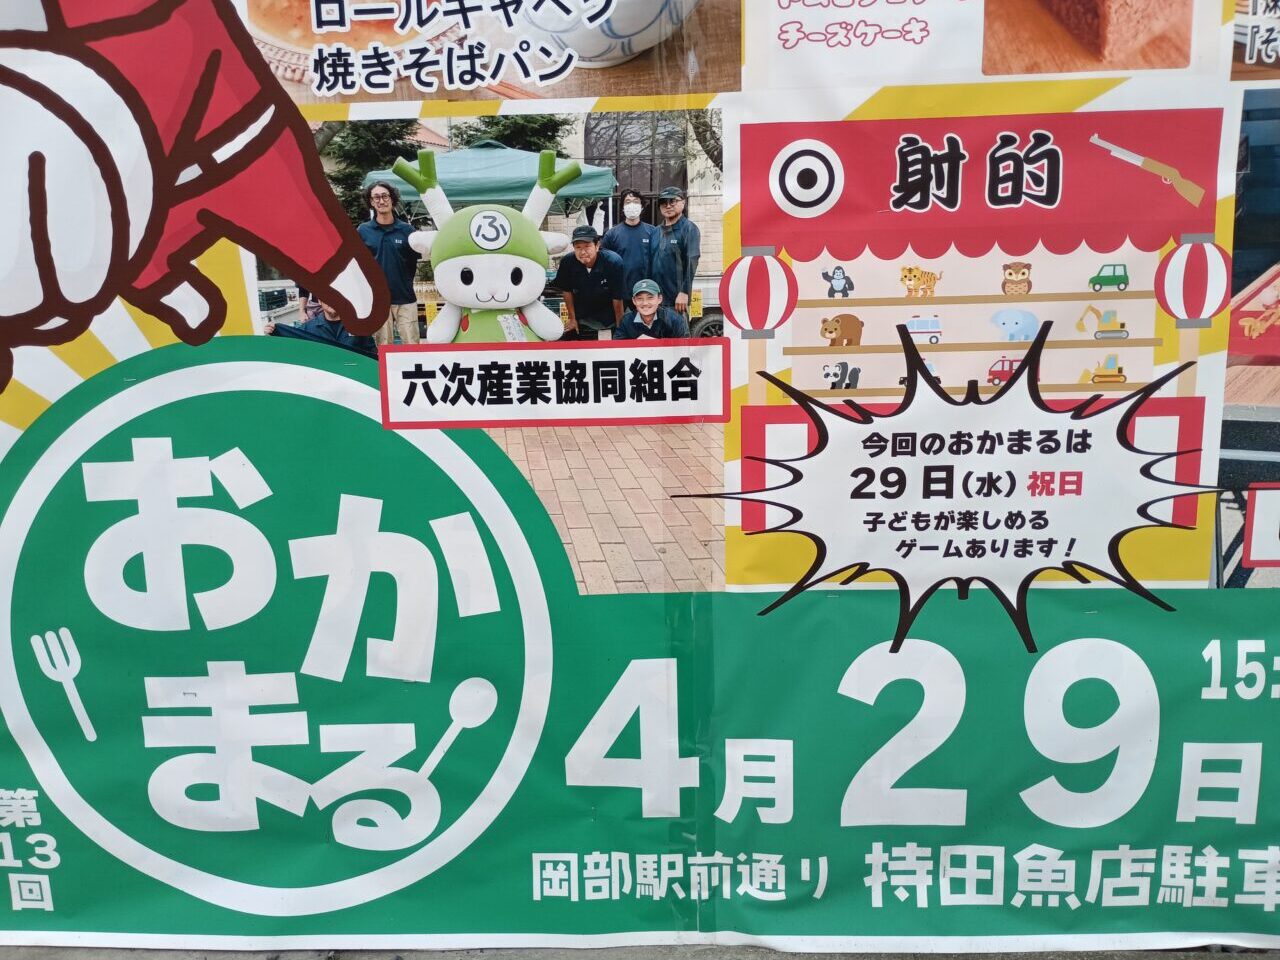 ロールキャベツ
焼きそばパン
チーズケーキ
射的
ふ
六次産業協同組合
今回のおかまるは
29日(水)祝日
子どもが楽しめる
ゲームあります!
おか
まる
第
13
回
4月29日
15:
岡部駅前通り 持田魚店駐車